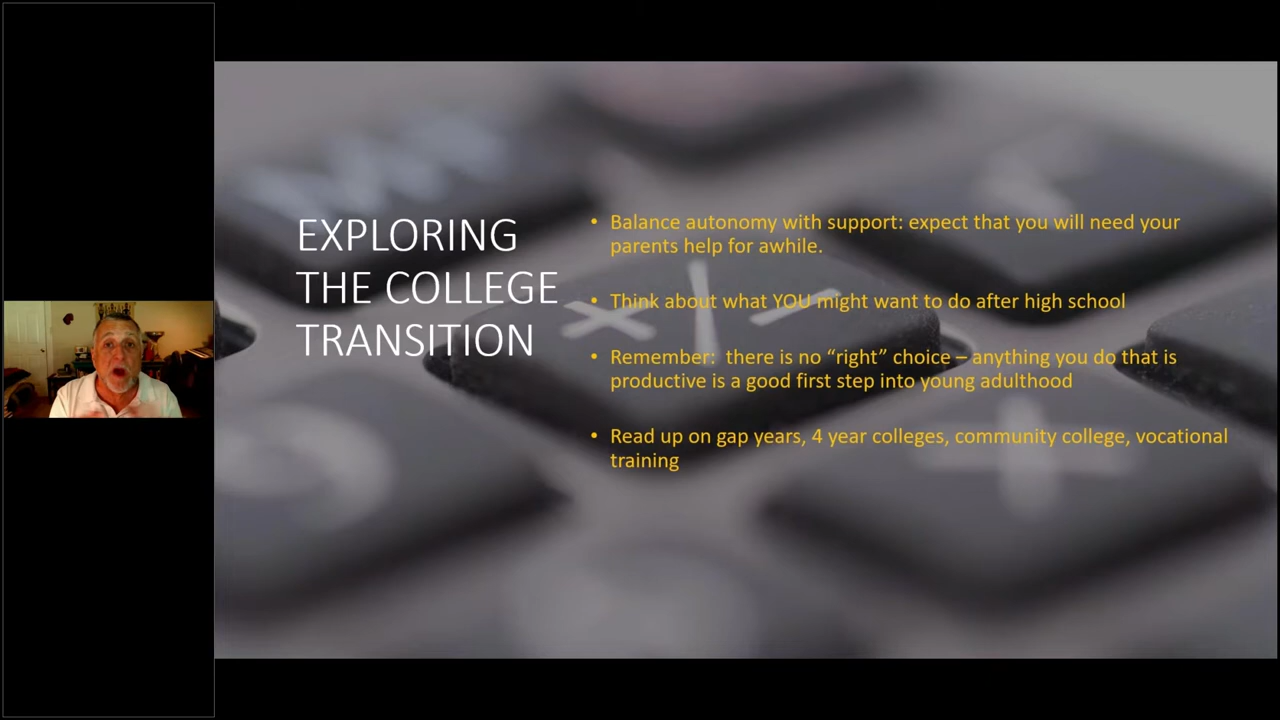 EXPLORING
THE COLLEGE
TRANSITION
• Balance autonomy with support: expect that you will need your
parents help for awhile.
• Think about what YOU might want to do after high school
• Remember:  there is no “right” choice – anything you do that is
productive is a good first step into young adulthood
• Read up on gap years, 4 year colleges, community college, vocational
training